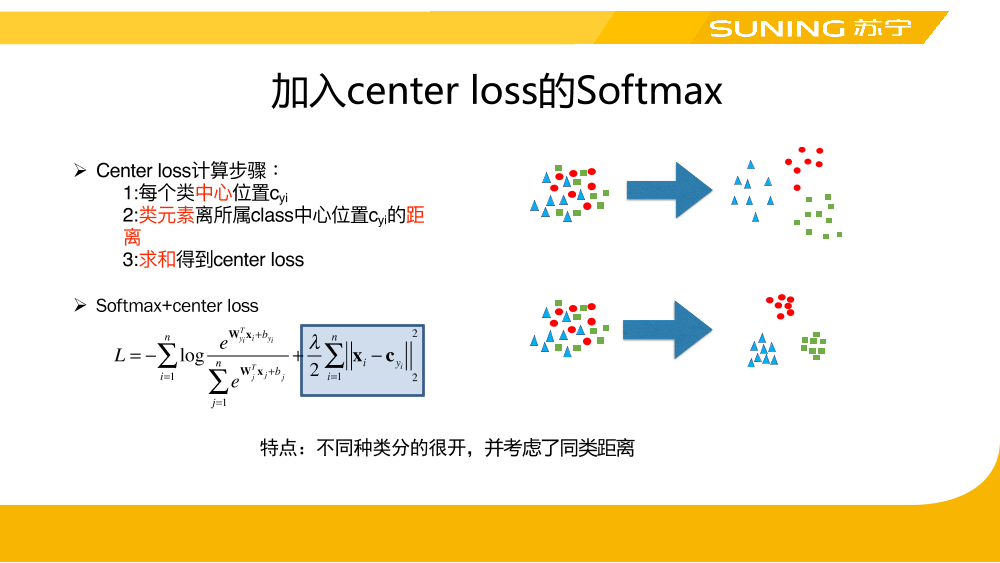 SUNING 苏宁
加入center loss的Softmax
➢ Center loss计算步骤：
1:每个类中心位置c_{yi}
2:类元素离所属class中心位置c_{yi}的距
离
3:求和得到center loss
➢ Softmax+center loss
L = -\sum_{i=1}^{n} \log \frac{e^{\mathbf{W}_{y_i}^T \mathbf{x}_i + b_{y_i}}}{\sum_{j=1}^{n} e^{\mathbf{W}_j^T \mathbf{x}_j + b_j}} + \frac{\lambda}{2} \sum_{i=1}^{n} \left\| \mathbf{x}_i - \mathbf{c}_{y_i} \right\|_2^2
特点：不同种类分的很开，并考虑了同类距离